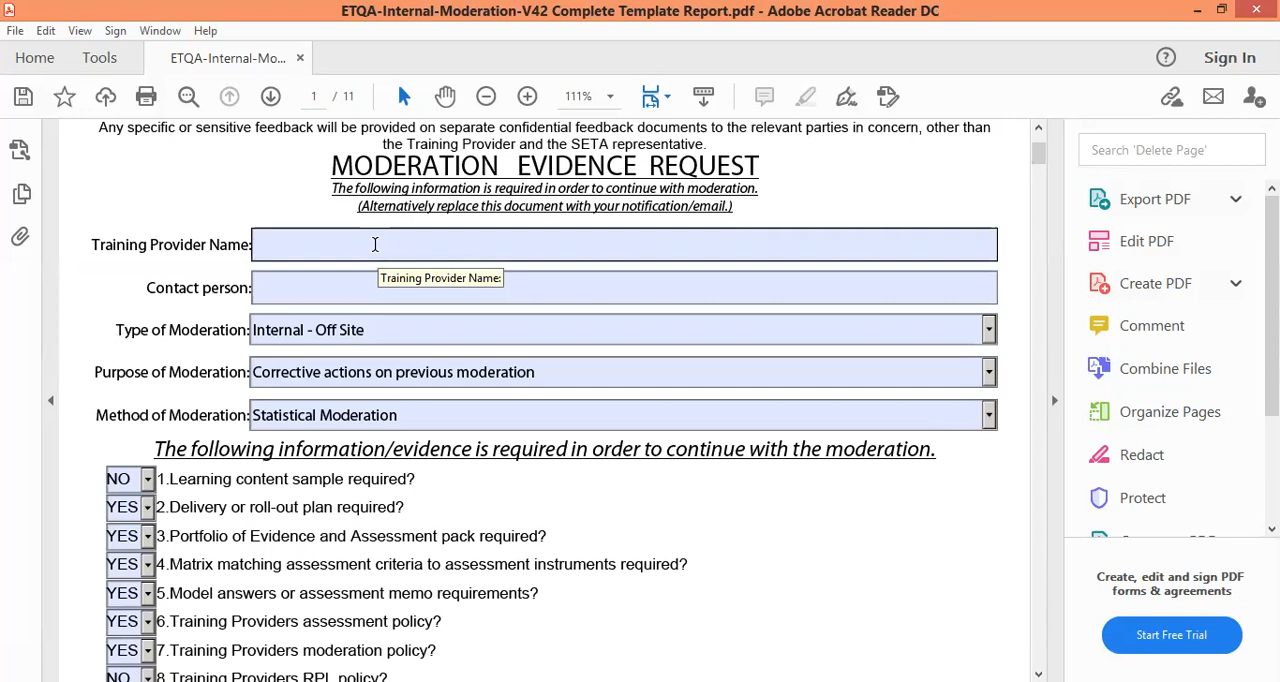 ETQA-Internal-Moderation-V42 Complete Template Report.pdf - Adobe Acrobat Reader DC
File Edit View Sign Window Help
Home Tools ETQA-Internal-Mo... × Sign In
1 / 11 111%
Any specific or sensitive feedback will be provided on separate confidential feedback documents to the relevant parties in concern, other than
the Training Provider and the SETA representative.
MODERATION EVIDENCE REQUEST
The following information is required in order to continue with moderation.
(Alternatively replace this document with your notification/email.)
Training Provider Name:
Training Provider Name:
Contact person:
Type of Moderation: Internal - Off Site
Purpose of Moderation: Corrective actions on previous moderation
Method of Moderation: Statistical Moderation
The following information/evidence is required in order to continue with the moderation.
NO 1.Learning content sample required?
YES 2.Delivery or roll-out plan required?
YES 3.Portfolio of Evidence and Assessment pack required?
YES 4.Matrix matching assessment criteria to assessment instruments required?
YES 5.Model answers or assessment memo requirements?
YES 6.Training Providers assessment policy?
YES 7.Training Providers moderation policy?
NO 8.Training Providers RPL policy?
Search 'Delete Page'
Export PDF
Edit PDF
Create PDF
Comment
Combine Files
Organize Pages
Redact
Protect
Create, edit and sign PDF
forms & agreements
Start Free Trial